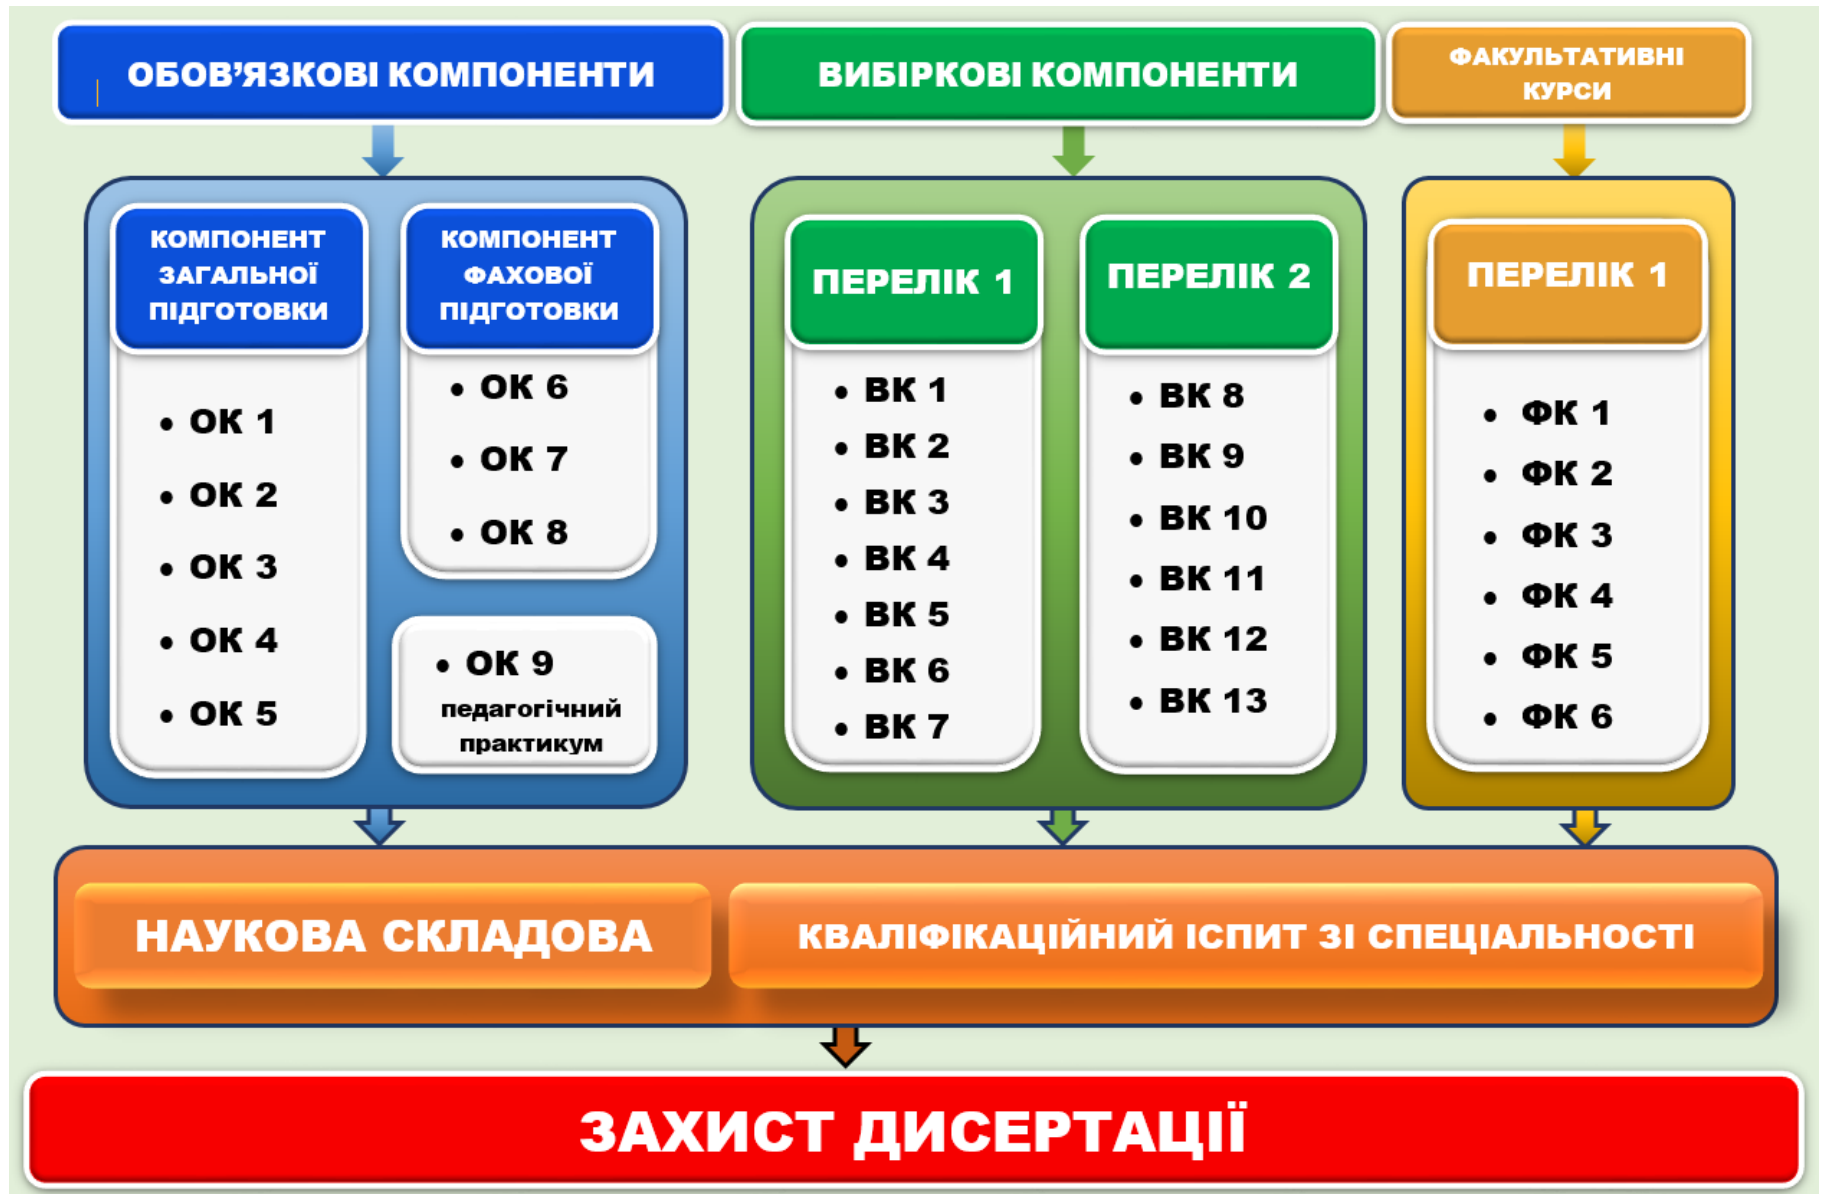 ОБОВ’ЯЗКОВІ КОМПОНЕНТИ
ВИБІРКОВІ КОМПОНЕНТИ
ФАКУЛЬТАТИВНІ
КУРСИ
КОМПОНЕНТ
ЗАГАЛЬНОЇ
ПІДГОТОВКИ
• ОК 1
• ОК 2
• ОК 3
• ОК 4
• ОК 5
КОМПОНЕНТ
ФАХОВОЇ
ПІДГОТОВКИ
• ОК 6
• ОК 7
• ОК 8
• ОК 9
педагогічний
практикум
ПЕРЕЛІК 1
• ВК 1
• ВК 2
• ВК 3
• ВК 4
• ВК 5
• ВК 6
• ВК 7
ПЕРЕЛІК 2
• ВК 8
• ВК 9
• ВК 10
• ВК 11
• ВК 12
• ВК 13
ПЕРЕЛІК 1
• ФК 1
• ФК 2
• ФК 3
• ФК 4
• ФК 5
• ФК 6
НАУКОВА СКЛАДОВА
КВАЛІФІКАЦІЙНИЙ ІСПИТ ЗІ СПЕЦІАЛЬНОСТІ
ЗАХИСТ ДИСЕРТАЦІЇ